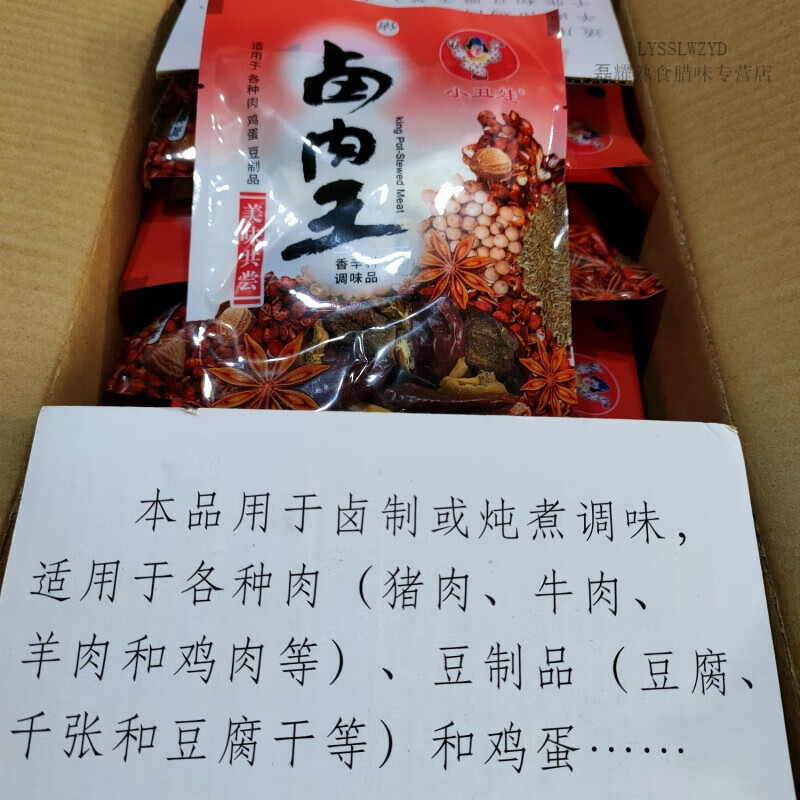 LYSSLWZYD
磊耀熟食腊味专营店
小丑娃
卤肉王
King Pot-Stewed Meat
适用于 各种肉 鸡蛋 豆制品
美味共尝
香辛料
调味品
本品用于卤制或炖煮调味，
适用于各种肉（猪肉、牛肉、
羊肉和鸡肉等）、豆制品（豆腐、
千张和豆腐干等）和鸡蛋……